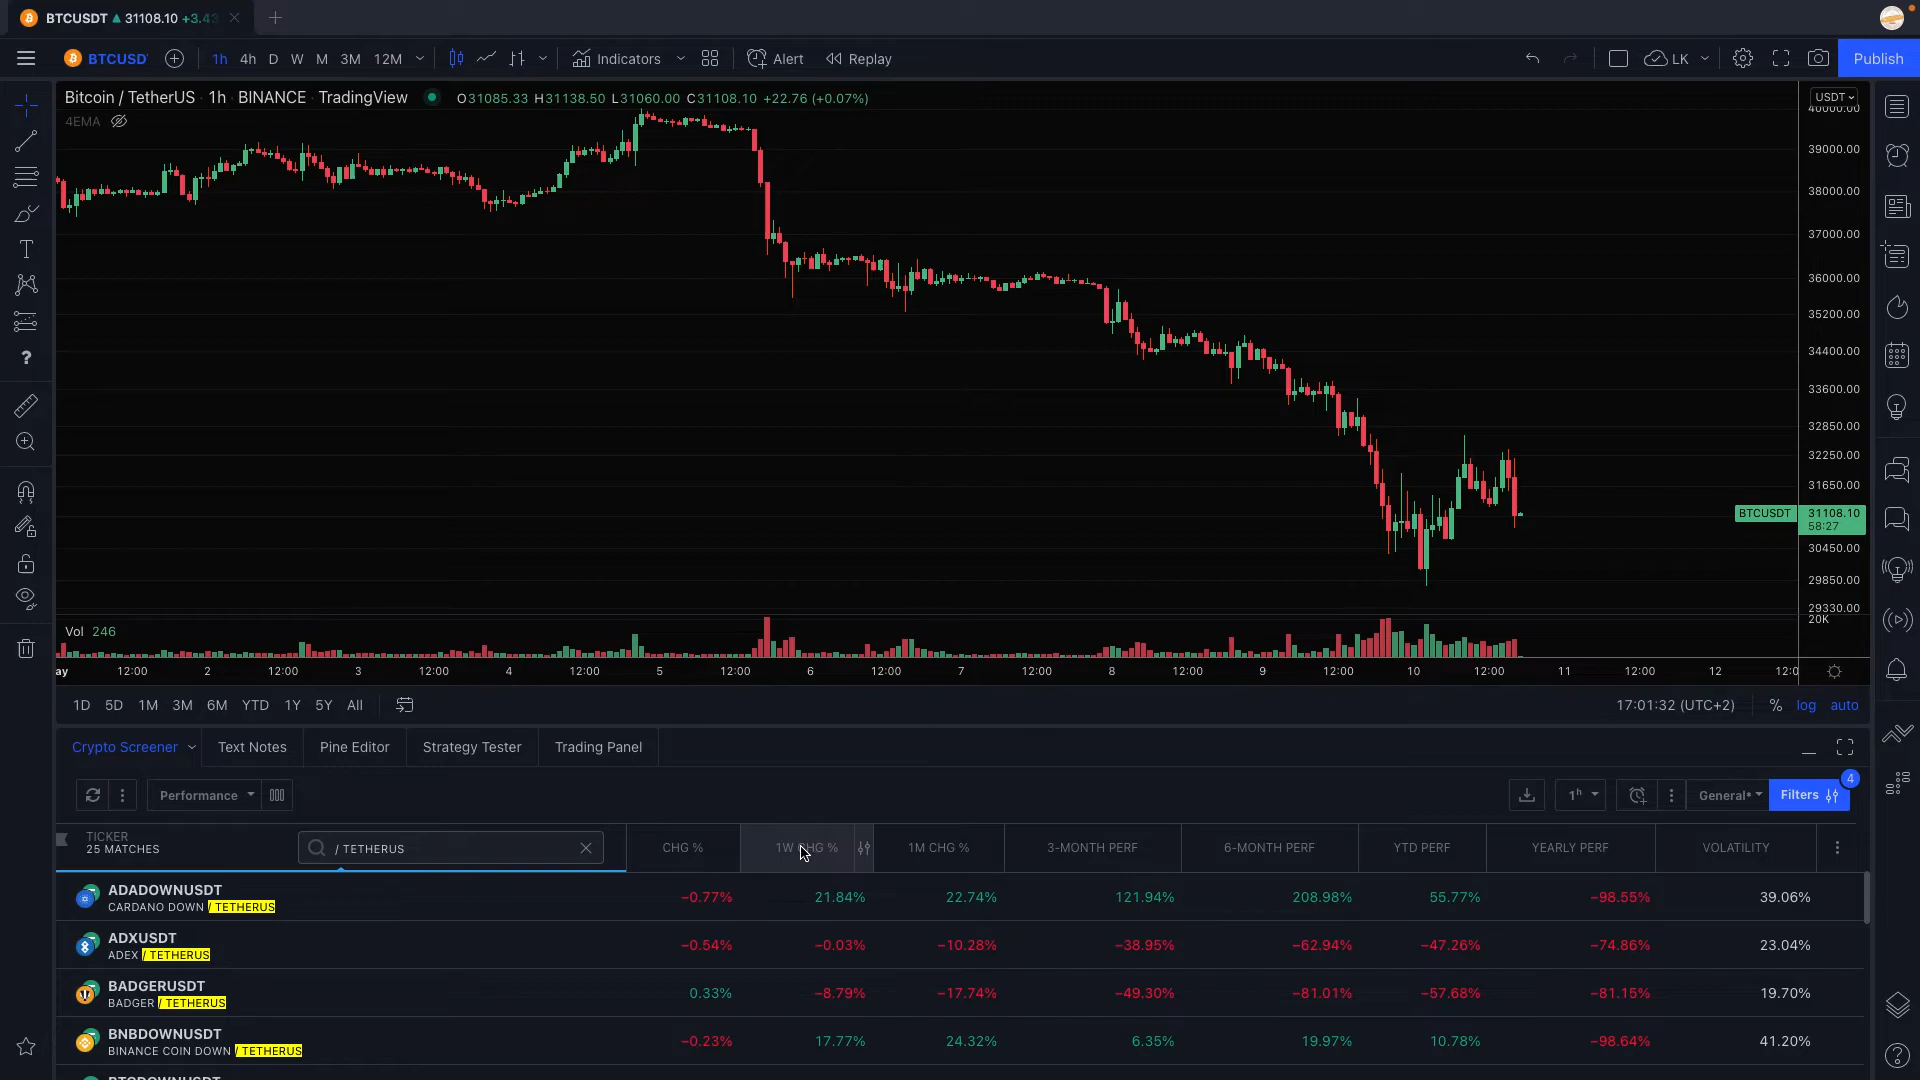 BTCUSDT ▲ 31108.10 +3.43
BTCUSD 1h 4h D W M 3M 12M Indicators Alert Replay LK Publish
Bitcoin / TetherUS · 1h · BINANCE · TradingView O31085.33 H31138.50 L31060.00 C31108.10 +22.76 (+0.07%)
4EMA
USDT
40000.00
39000.00
38000.00
37000.00
36000.00
35200.00
34400.00
33600.00
32850.00
32250.00
31650.00
BTCUSDT 31108.10
58:27
30450.00
29850.00
29330.00
Vol 246
20K
ay 12:00 2 12:00 3 12:00 4 12:00 5 12:00 6 12:00 7 12:00 8 12:00 9 12:00 10 12:00 11 12:00 12 12:0
1D 5D 1M 3M 6M YTD 1Y 5Y All 17:01:32 (UTC+2) % log auto
Crypto Screener Text Notes Pine Editor Strategy Tester Trading Panel
4
Performance 1h General* Filters
TICKER
25 MATCHES
/ TETHERUS
CHG % 1W CHG % 1M CHG % 3-MONTH PERF 6-MONTH PERF YTD PERF YEARLY PERF VOLATILITY
ADADOWNUSDT
CARDANO DOWN / TETHERUS
−0.77% 21.84% 22.74% 121.94% 208.98% 55.77% −98.55% 39.06%
ADXUSDT
ADEX / TETHERUS
−0.54% −0.03% −10.28% −38.95% −62.94% −47.26% −74.86% 23.04%
BADGERUSDT
BADGER / TETHERUS
0.33% −8.79% −17.74% −49.30% −81.01% −57.68% −81.15% 19.70%
BNBDOWNUSDT
BINANCE COIN DOWN / TETHERUS
−0.23% 17.77% 24.32% 6.35% 19.97% 10.78% −98.64% 41.20%